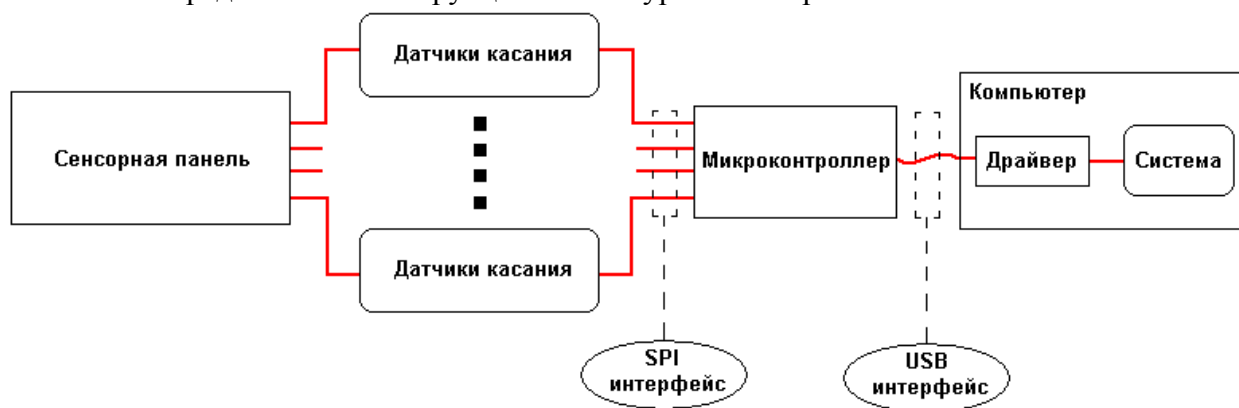 Датчики касания
Компьютер
Сенсорная панель
Микроконтроллер
Драйвер
Система
Датчики касания
SPI
интерфейс
USB
интерфейс